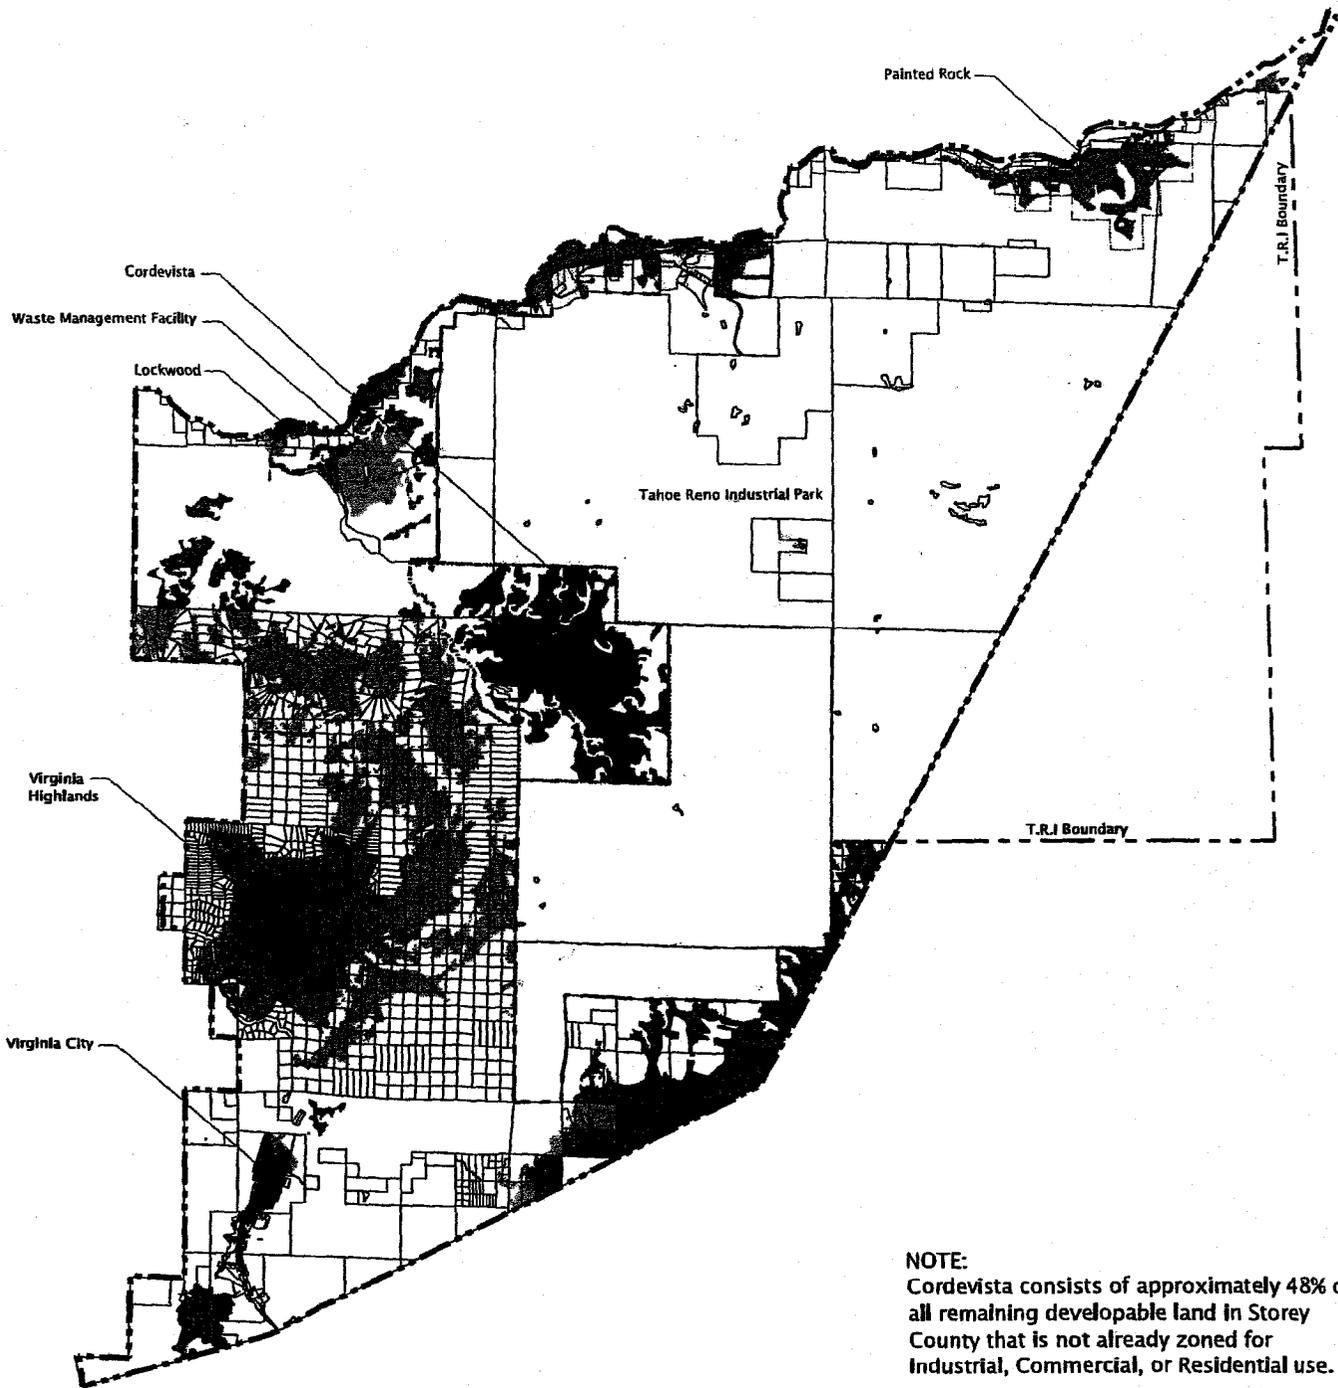 Painted Rock
T.R.I Boundary
Cordevista
Waste Management Facility
Lockwood
Tahoe Reno Industrial Park
Virginia
Highlands
T.R.I Boundary
Virginia City
NOTE:
Cordevista consists of approximately 48%
all remaining developable land in Storey
County that is not already zoned for
Industrial, Commercial, or Residential use.